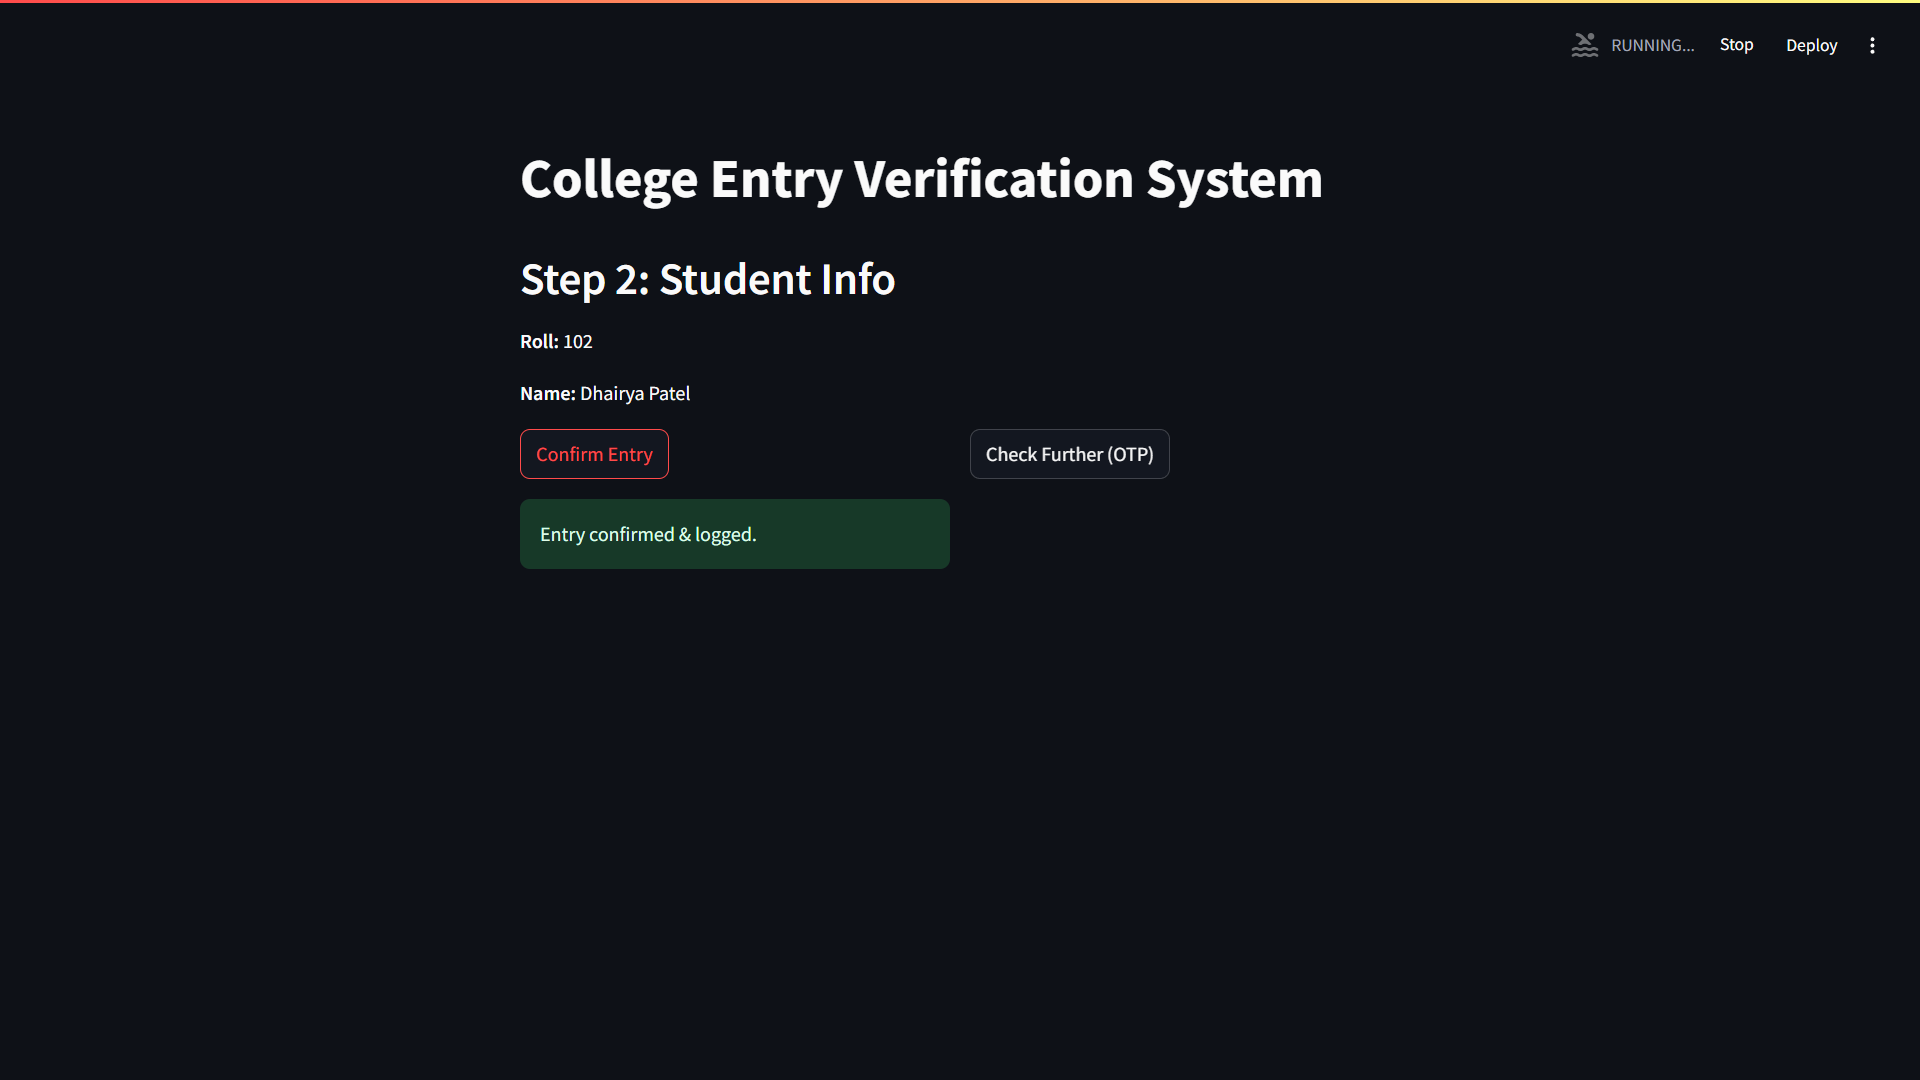 RUNNING...
Stop
Deploy
College Entry Verification System
Step 2: Student Info
Roll: 102
Name: Dhairya Patel
Confirm Entry
Check Further (OTP)
Entry confirmed & logged.